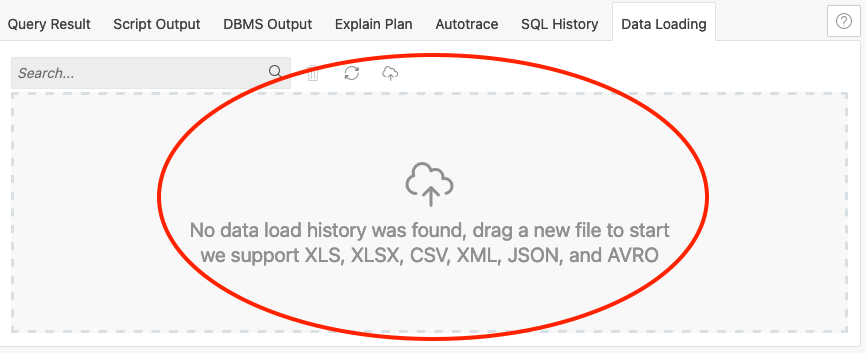 Query Result Script Output DBMS Output Explain Plan Autotrace SQL History Data Loading
Search...
No data load history was found, drag a new file to start
we support XLS, XLSX, CSV, XML, JSON, and AVRO